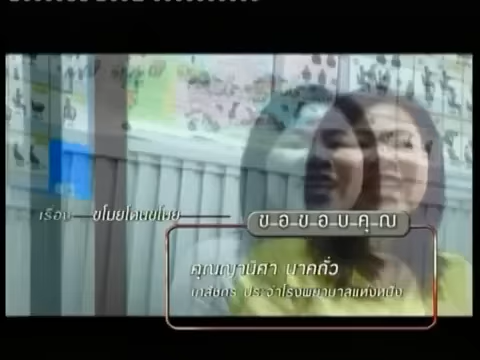 เรื่อง ขโมยโดนขโมย
ขอขอบคุณ
คุณญาณิศา นาคถั่ว
เภสัชกร ประจำโรงพยาบาลแห่งหนึ่ง